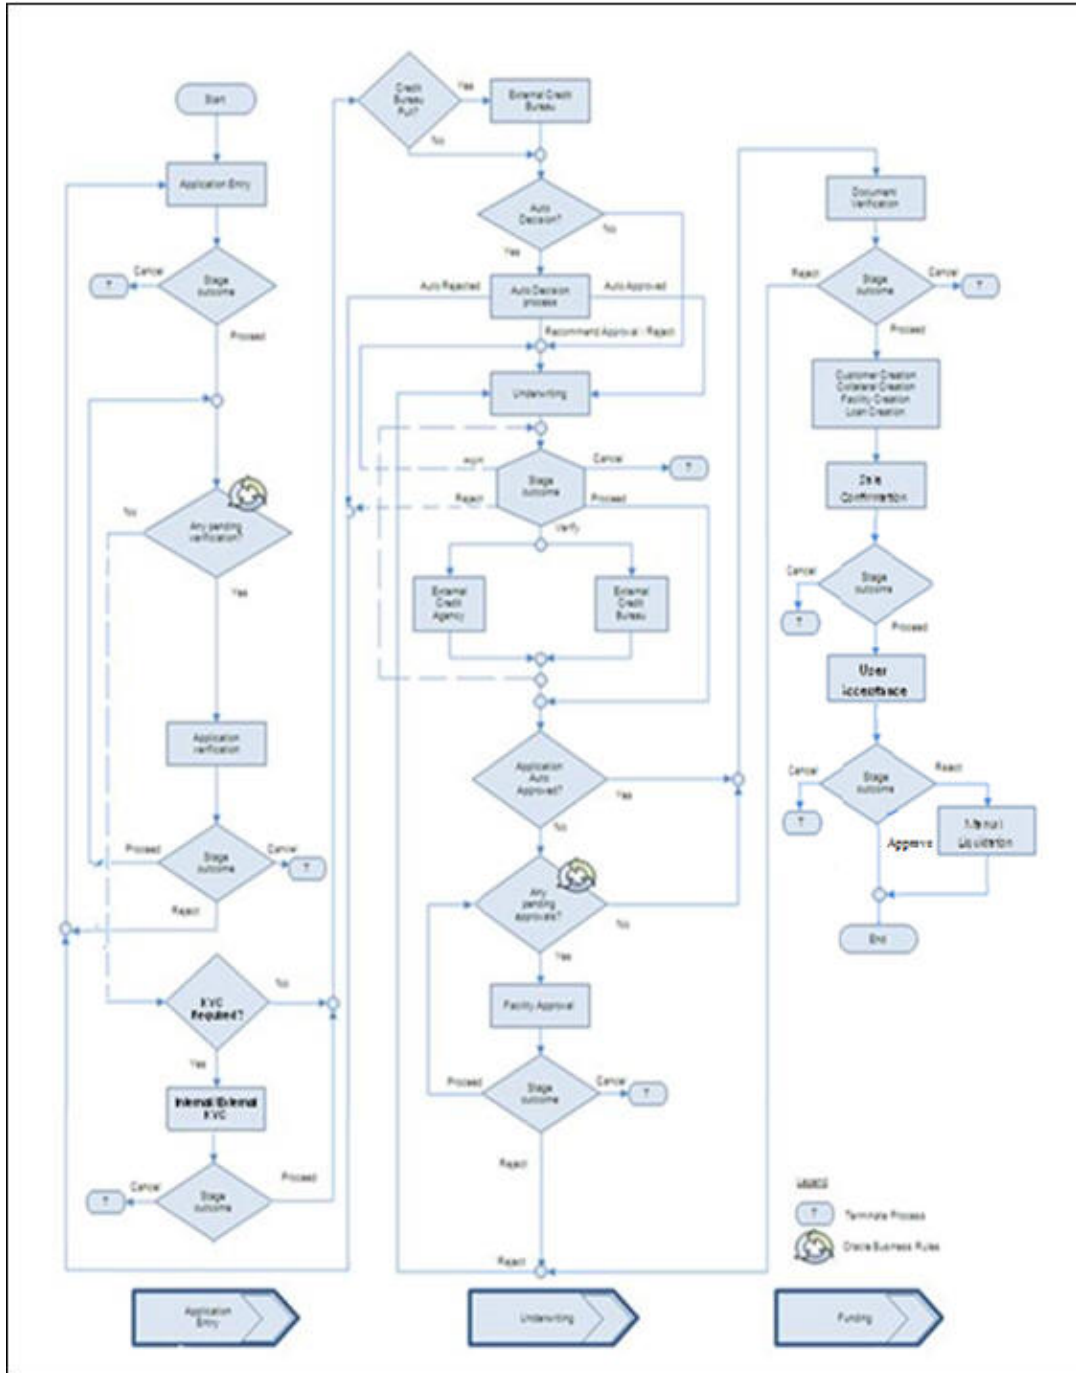 Start
Application Entry
Stage
outcome
Cancel
T
Proceed
Any pending
verification?
No
Yes
Application
verification
Stage
outcome
Proceed
Cancel
T
Reject
KYC
Required?
No
Yes
Internal/External
KYC
Stage
outcome
Cancel
T
Proceed
Application
Entry
Credit
Bureau
Pull?
Yes
No
External Credit
Bureau
Auto
Decision?
No
Yes
Auto Decision
process
Auto Rejected
Auto Approved
Recommend Approval - Reject
Underwriting
Stage
outcome
Cancel
T
Reject
Proceed
Verify
External
Credit
Agency
External
Credit
Bureau
Application
Auto
Approved?
Yes
No
Any
pending
approvals?
No
Yes
Facility Approval
Stage
outcome
Proceed
Cancel
T
Reject
Reject
Underwriting
Document
Verification
Stage
outcome
Reject
Cancel
T
Proceed
Customer Creation
Collateral Creation
Facility Creation
Loan Creation
Sale
Confirmation
Stage
outcome
Cancel
T
Proceed
User
Acceptance
Stage
outcome
Cancel
T
Reject
Approve
Manual
Liquidation
End
Legend
T
Terminate Process
Oracle Business Rules
Funding